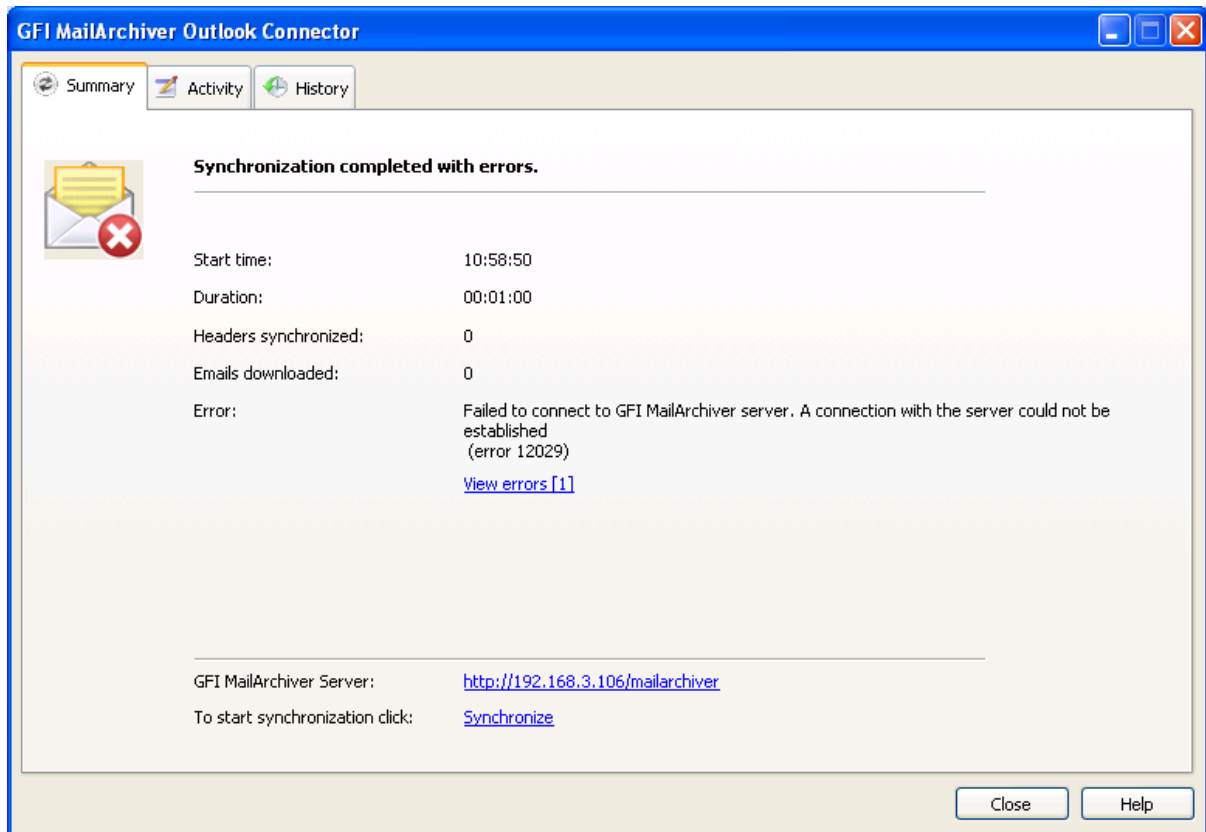 GFI MailArchiver Outlook Connector
Summary Activity History
Synchronization completed with errors.
Start time: 10:58:50
Duration: 00:01:00
Headers synchronized: 0
Emails downloaded: 0
Error: Failed to connect to GFI MailArchiver server. A connection with the server could not be
established
(error 12029)
View errors [1]
GFI MailArchiver Server: http://192.168.3.106/mailarchiver
To start synchronization click: Synchronize
Close Help